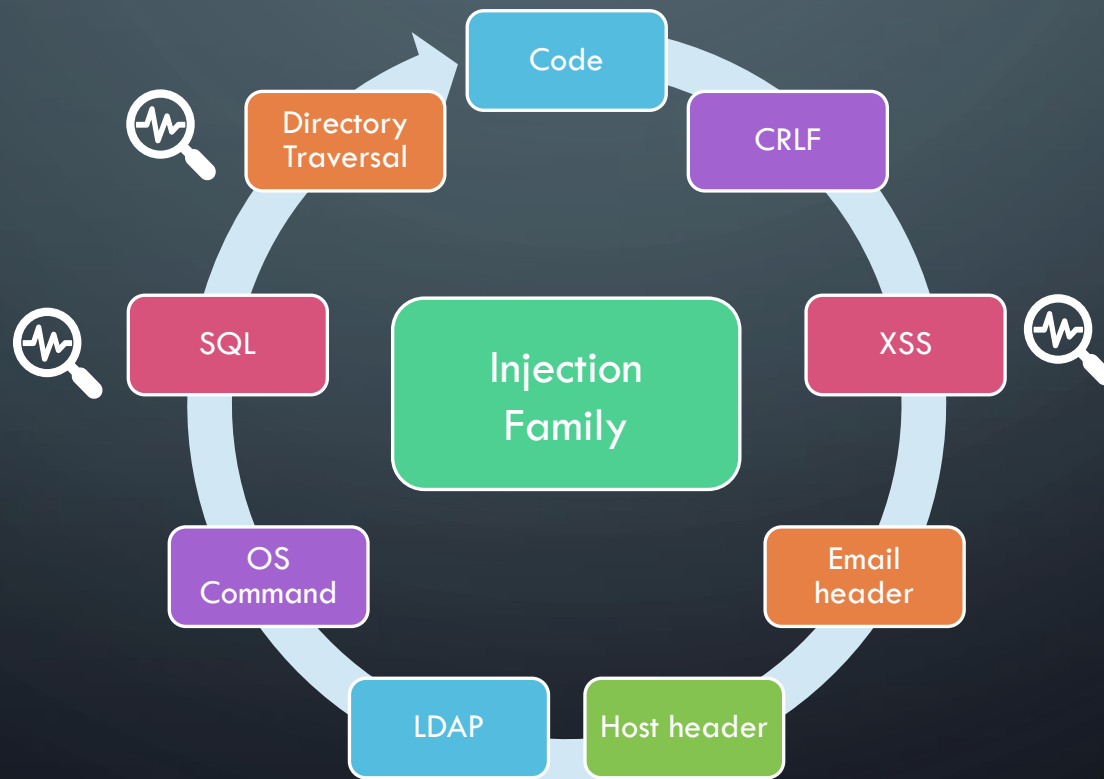 Code
CRLF
XSS
Email
header
Host header
LDAP
OS
Command
SQL
Directory
Traversal
Injection
Family